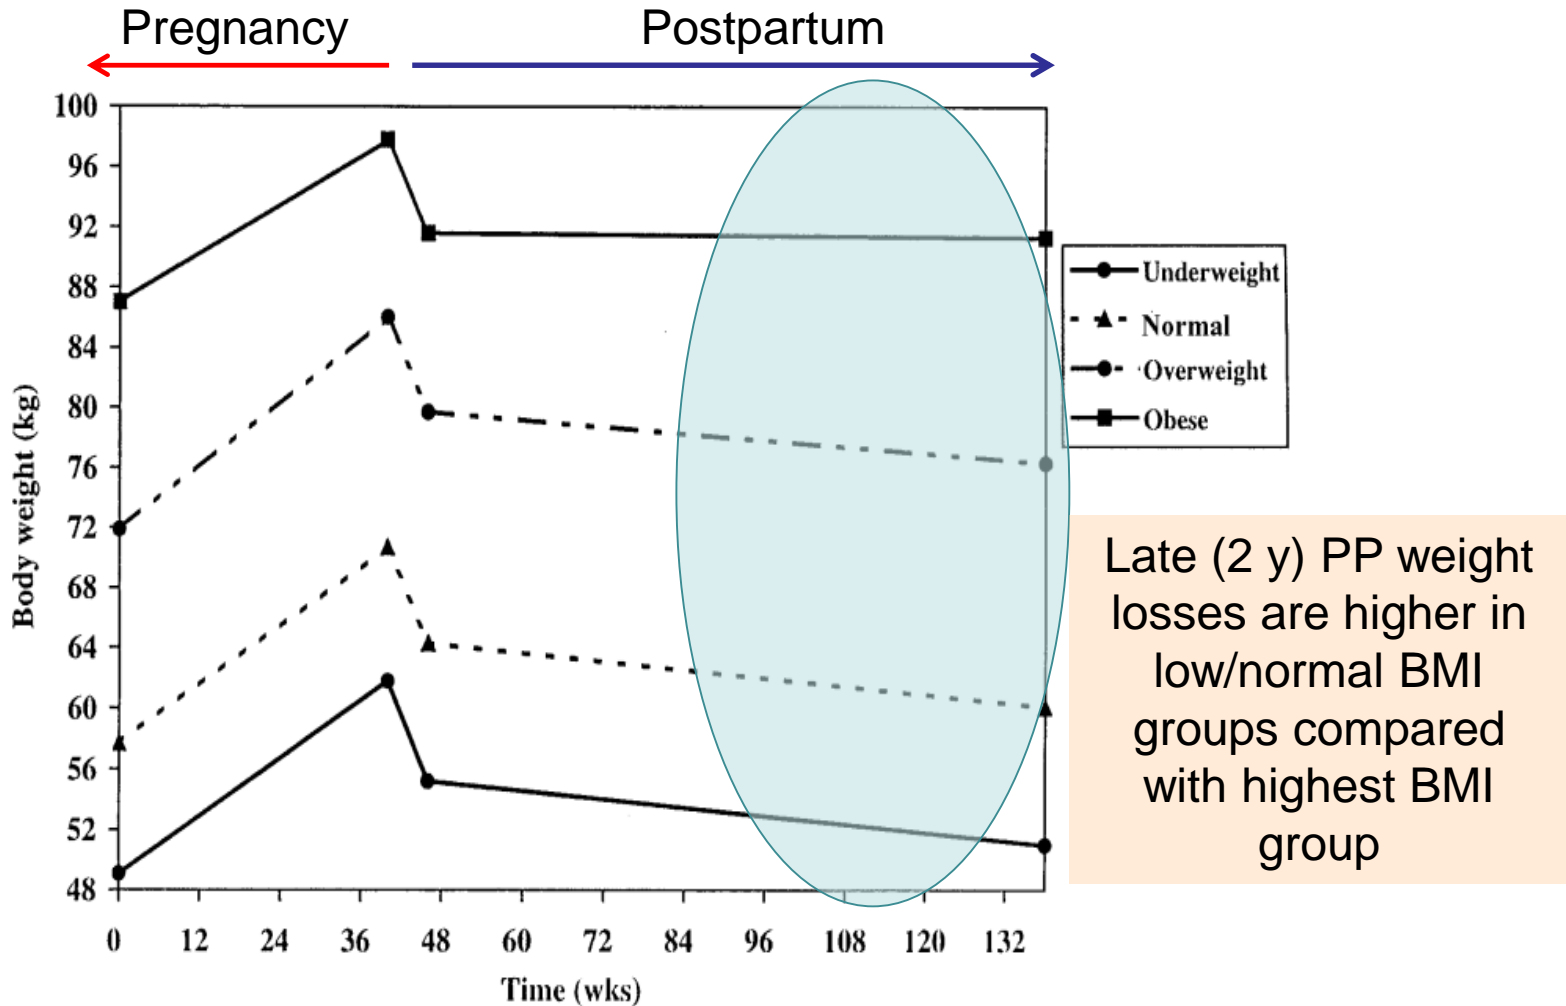 Pregnancy
Postpartum
100
96
92
88
84
80
76
72
68
64
60
56
52
48
Body weight (kg)
0 12 24 36 48 60 72 84 96 108 120 132
Time (wks)
Underweight
Normal
Overweight
Obese
Late (2 y) PP weight
losses are higher in
low/normal BMI
groups compared
with highest BMI
group